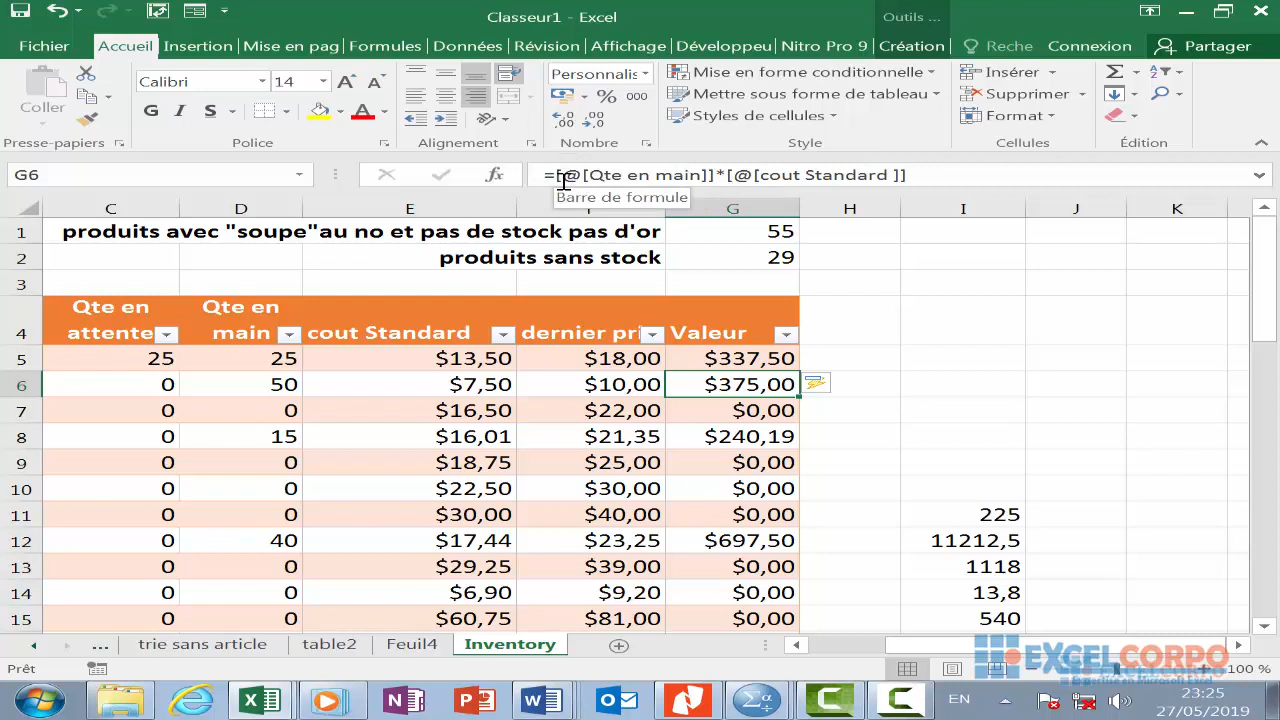 Classeur1 - Excel
Outils ...
Fichier Accueil Insertion Mise en pag Formules Données Révision Affichage Développeu Nitro Pro 9 Création Reche Connexion Partager
Coller
Calibri 14
Personnalis
Mise en forme conditionnelle
Insérer
G I S
% 000
Mettre sous forme de tableau
Supprimer
Styles de cellules
Format
Presse-papiers Police Alignement Nombre Style Cellules Édition
G6
fx
=[@[Qte en main]]*[@[cout Standard ]]
Barre de formule
C D E F G H I J K
1 produits avec "soupe"au no et pas de stock pas d'or 55
2 produits sans stock 29
3
4 Qte en attente Qte en main cout Standard dernier pri Valeur
5 25 25 $13,50 $18,00 $337,50
6 0 50 $7,50 $10,00 $375,00
7 0 0 $16,50 $22,00 $0,00
8 0 15 $16,01 $21,35 $240,19
9 0 0 $18,75 $25,00 $0,00
10 0 0 $22,50 $30,00 $0,00
11 0 0 $30,00 $40,00 $0,00 225
12 0 40 $17,44 $23,25 $697,50 11212,5
13 0 0 $29,25 $39,00 $0,00 1118
14 0 0 $6,90 $9,20 $0,00 13,8
15 0 0 $60,75 $81,00 $0,00 540
... trie sans article table2 Feuil4 Inventory
EXCELCORPO
Prêt
100 %
EN
23:25
27/05/2019